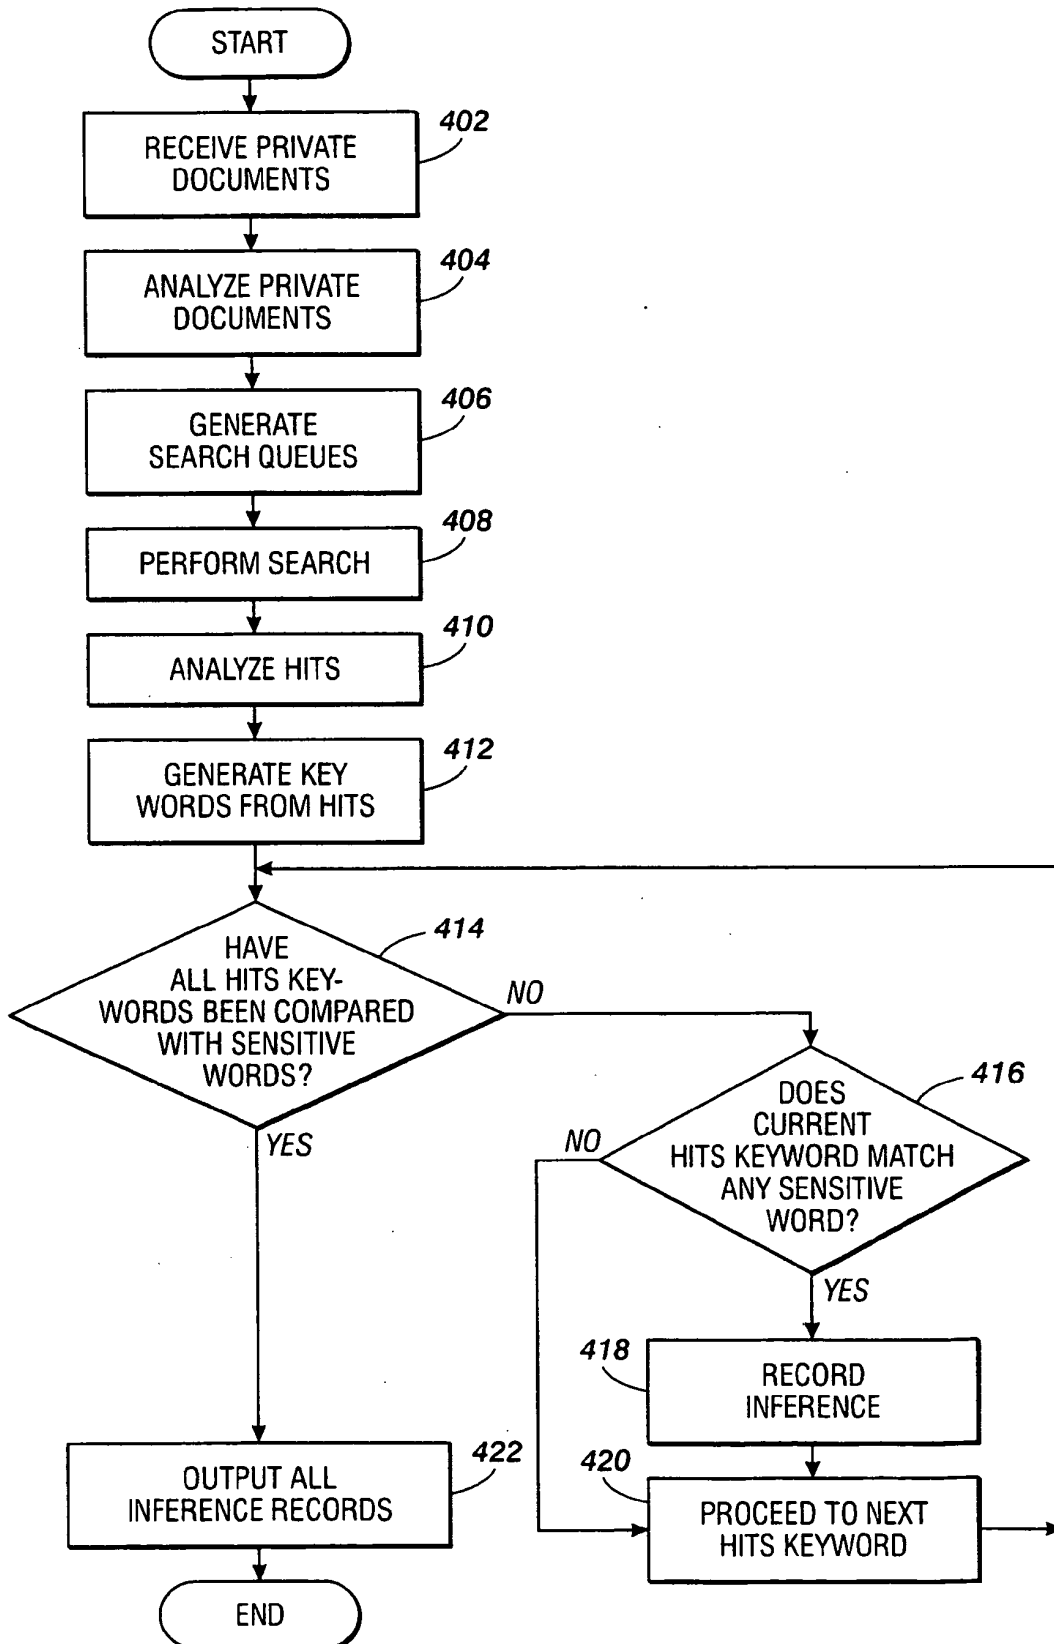 START
402
RECEIVE PRIVATE
DOCUMENTS
404
ANALYZE PRIVATE
DOCUMENTS
406
GENERATE
SEARCH QUEUES
408
PERFORM SEARCH
410
ANALYZE HITS
412
GENERATE KEY
WORDS FROM HITS
414
HAVE
ALL HITS KEY-
WORDS BEEN COMPARED
WITH SENSITIVE
WORDS?
NO
YES
416
DOES
CURRENT
HITS KEYWORD MATCH
ANY SENSITIVE
WORD?
NO
YES
418
RECORD
INFERENCE
420
PROCEED TO NEXT
HITS KEYWORD
422
OUTPUT ALL
INFERENCE RECORDS
END